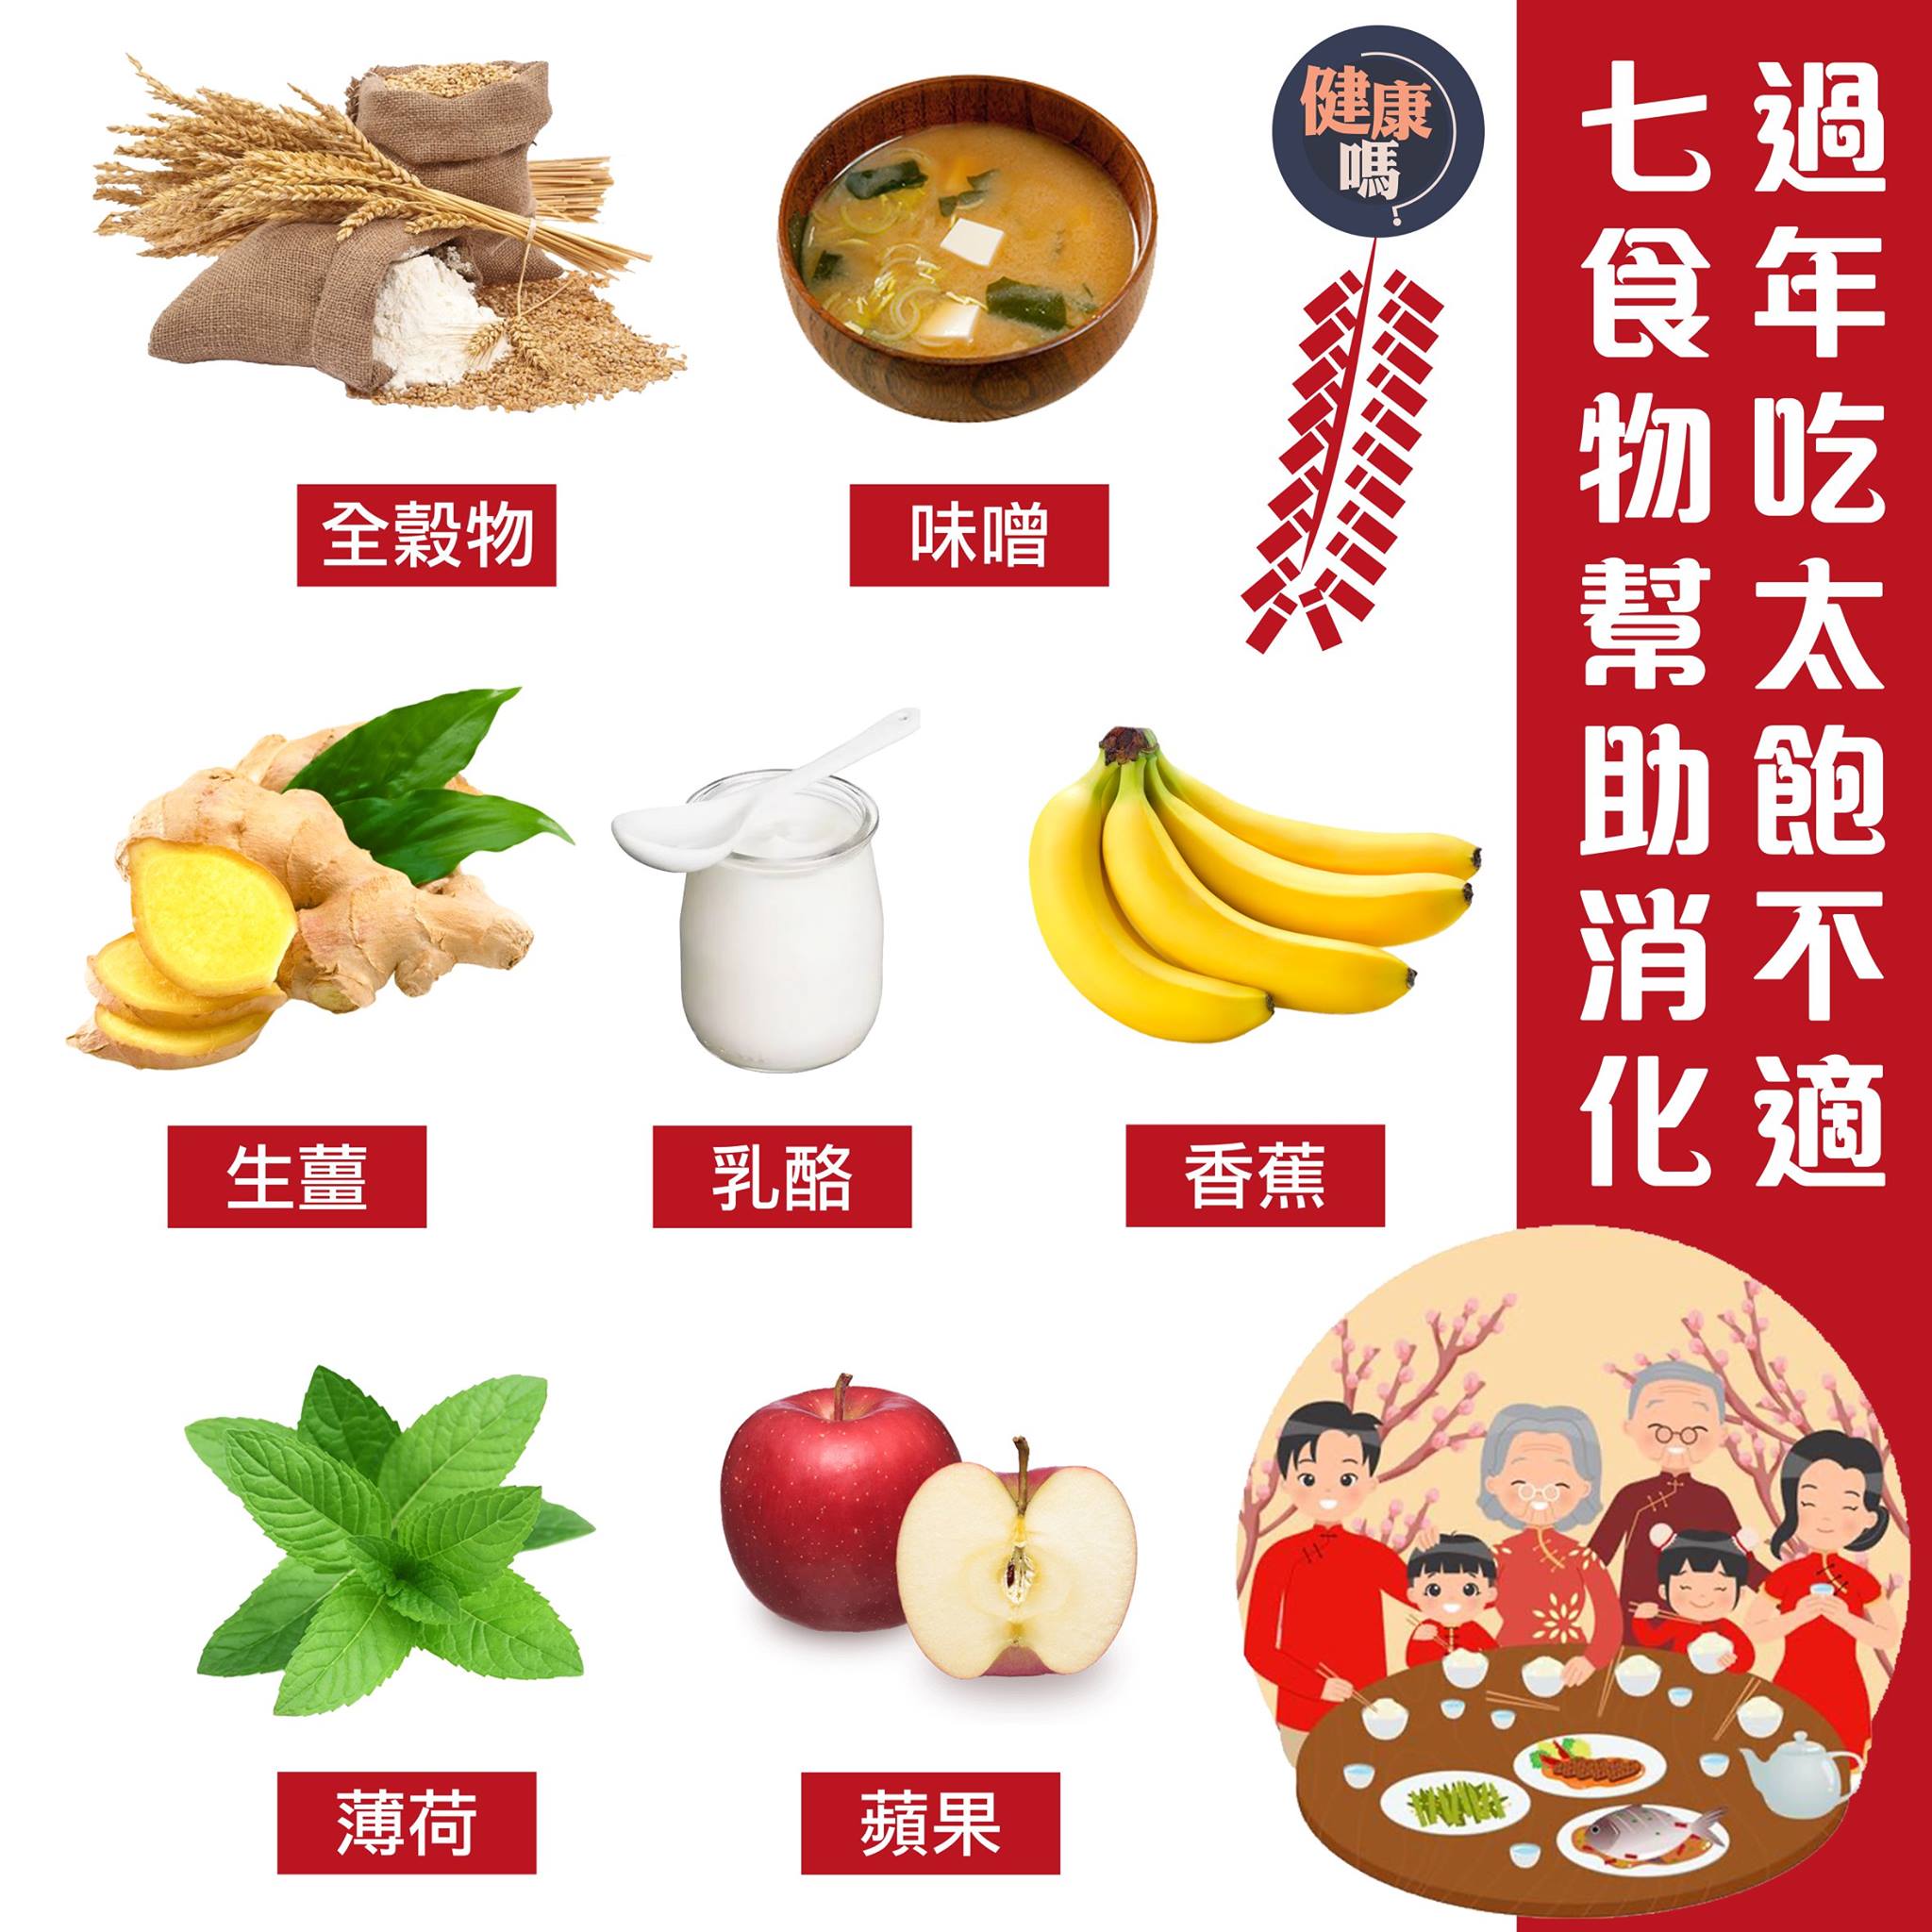 過年吃太飽不適
七食物幫助消化
健康
嗎?
全穀物
味噌
生薑
乳酪
香蕉
薄荷
蘋果